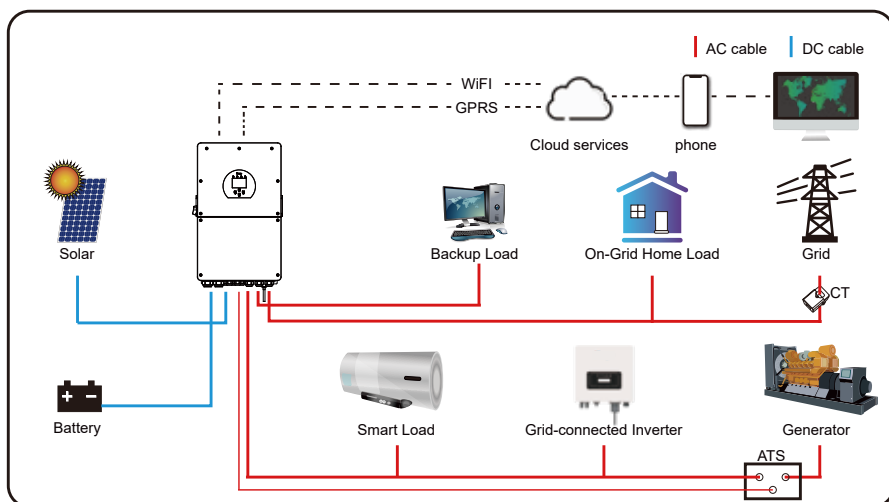 AC cable
DC cable
WiFI
GPRS
Cloud services
phone
Solar
Backup Load
On-Grid Home Load
Grid
CT
Battery
Smart Load
Grid-connected Inverter
Generator
ATS